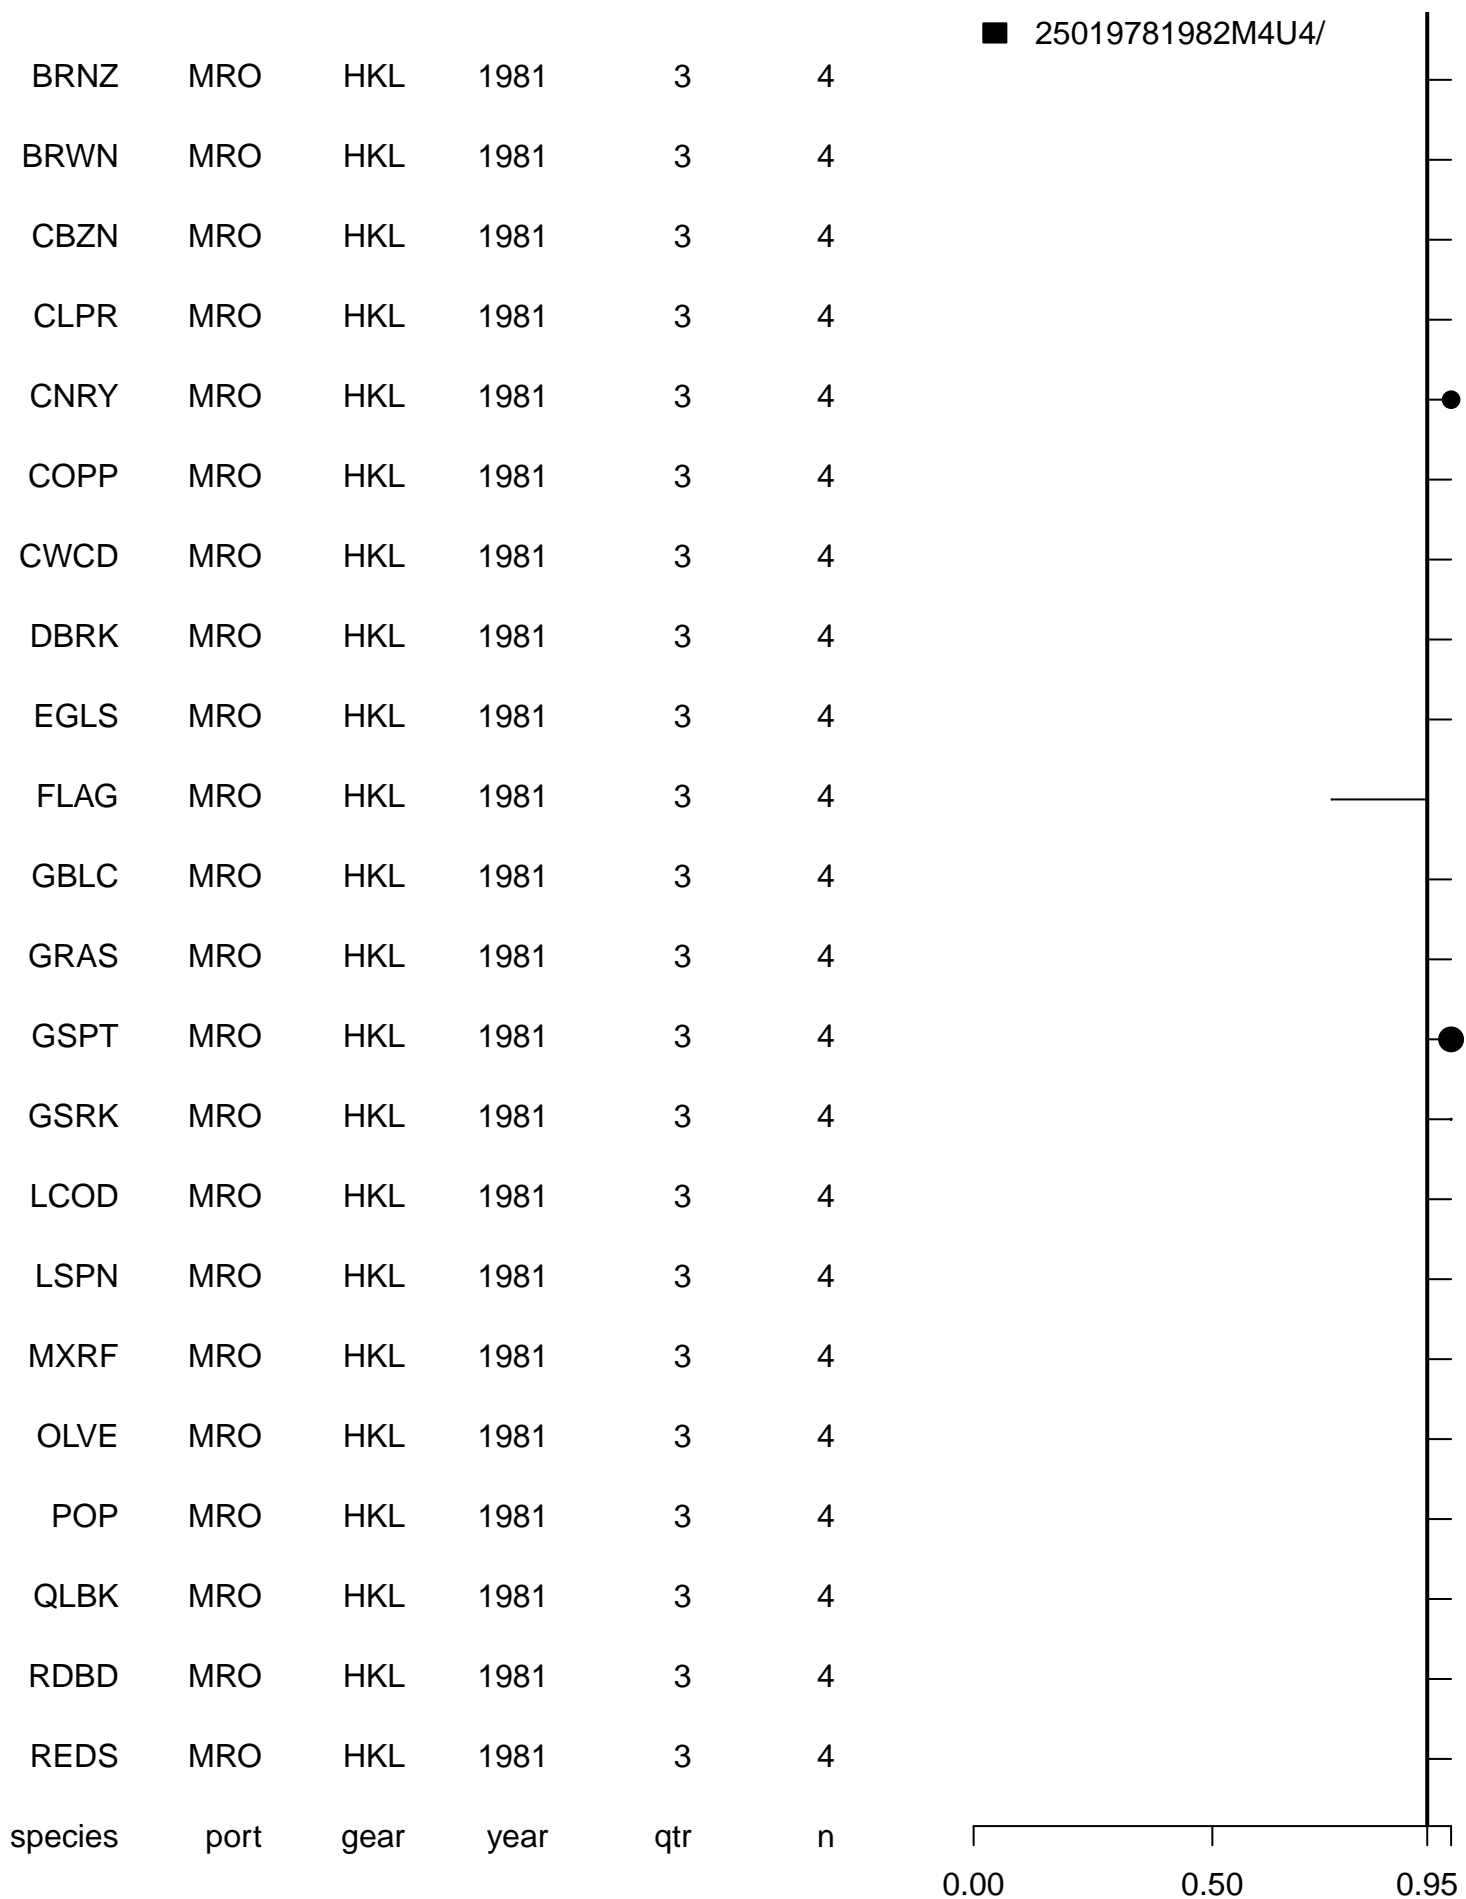 25019781982M4U4/
BRNZ MRO HKL 1981 3 4
BRWN MRO HKL 1981 3 4
CBZN MRO HKL 1981 3 4
CLPR MRO HKL 1981 3 4
CNRY MRO HKL 1981 3 4
COPP MRO HKL 1981 3 4
CWCD MRO HKL 1981 3 4
DBRK MRO HKL 1981 3 4
EGLS MRO HKL 1981 3 4
FLAG MRO HKL 1981 3 4
GBLC MRO HKL 1981 3 4
GRAS MRO HKL 1981 3 4
GSPT MRO HKL 1981 3 4
GSRK MRO HKL 1981 3 4
LCOD MRO HKL 1981 3 4
LSPN MRO HKL 1981 3 4
MXRF MRO HKL 1981 3 4
OLVE MRO HKL 1981 3 4
POP MRO HKL 1981 3 4
QLBK MRO HKL 1981 3 4
RDBD MRO HKL 1981 3 4
REDS MRO HKL 1981 3 4
species port gear year qtr n
0.00 0.50 0.95